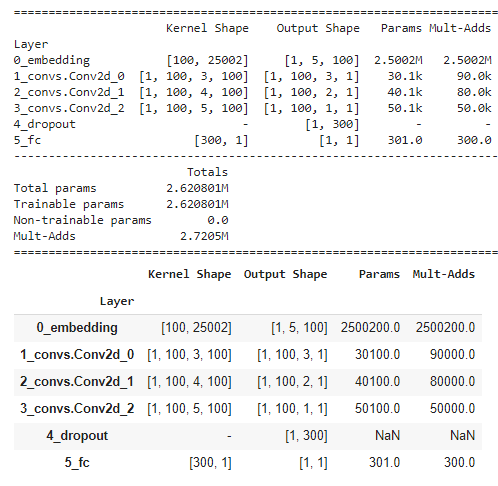 ==========================================================================
Kernel Shape Output Shape Params Mult-Adds
Layer
0_embedding [100, 25002] [1, 5, 100] 2.5002M 2.5002M
1_convs.Conv2d_0 [1, 100, 3, 100] [1, 100, 3, 1] 30.1k 90.0k
2_convs.Conv2d_1 [1, 100, 4, 100] [1, 100, 2, 1] 40.1k 80.0k
3_convs.Conv2d_2 [1, 100, 5, 100] [1, 100, 1, 1] 50.1k 50.0k
4_dropout - [1, 300] - -
5_fc [300, 1] [1, 1] 301.0 300.0
--------------------------------------------------------------------------
Totals
Total params 2.620801M
Trainable params 2.620801M
Non-trainable params 0.0
Mult-Adds 2.7205M
==========================================================================
Kernel Shape Output Shape Params Mult-Adds
Layer
0_embedding [100, 25002] [1, 5, 100] 2500200.0 2500200.0
1_convs.Conv2d_0 [1, 100, 3, 100] [1, 100, 3, 1] 30100.0 90000.0
2_convs.Conv2d_1 [1, 100, 4, 100] [1, 100, 2, 1] 40100.0 80000.0
3_convs.Conv2d_2 [1, 100, 5, 100] [1, 100, 1, 1] 50100.0 50000.0
4_dropout - [1, 300] NaN NaN
5_fc [300, 1] [1, 1] 301.0 300.0